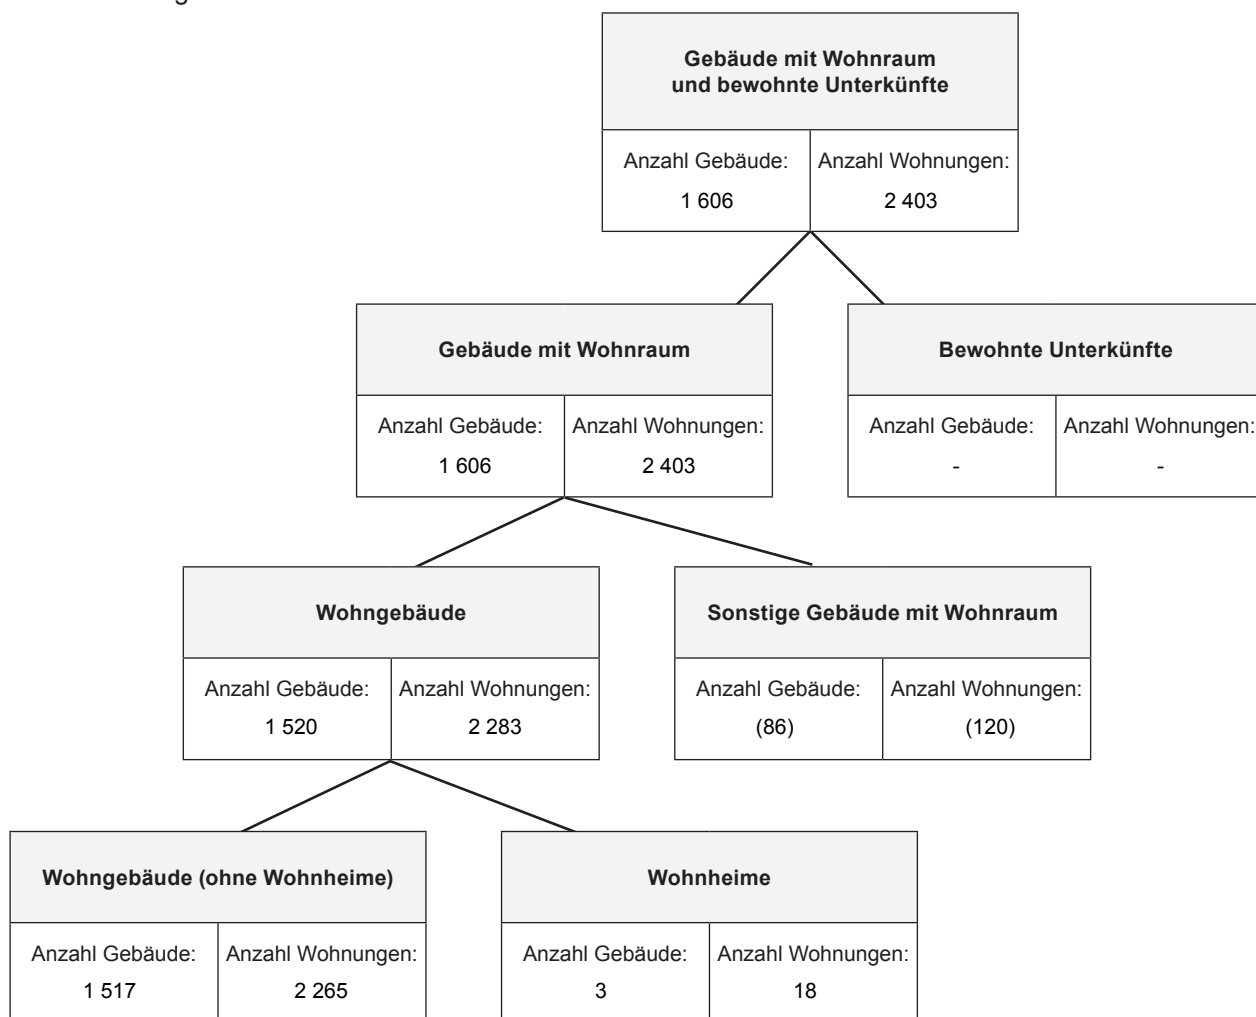 Gebäude mit Wohnraum
und bewohnte Unterkünfte
Anzahl Gebäude: Anzahl Wohnungen:
1 606 2 403
Gebäude mit Wohnraum Bewohnte Unterkünfte
Anzahl Gebäude: Anzahl Wohnungen: Anzahl Gebäude: Anzahl Wohnungen:
1 606 2 403 - -
Wohngebäude Sonstige Gebäude mit Wohnraum
Anzahl Gebäude: Anzahl Wohnungen: Anzahl Gebäude: Anzahl Wohnungen:
1 520 2 283 (86) (120)
Wohngebäude (ohne Wohnheime) Wohnheime
Anzahl Gebäude: Anzahl Wohnungen: Anzahl Gebäude: Anzahl Wohnungen:
1 517 2 265 3 18